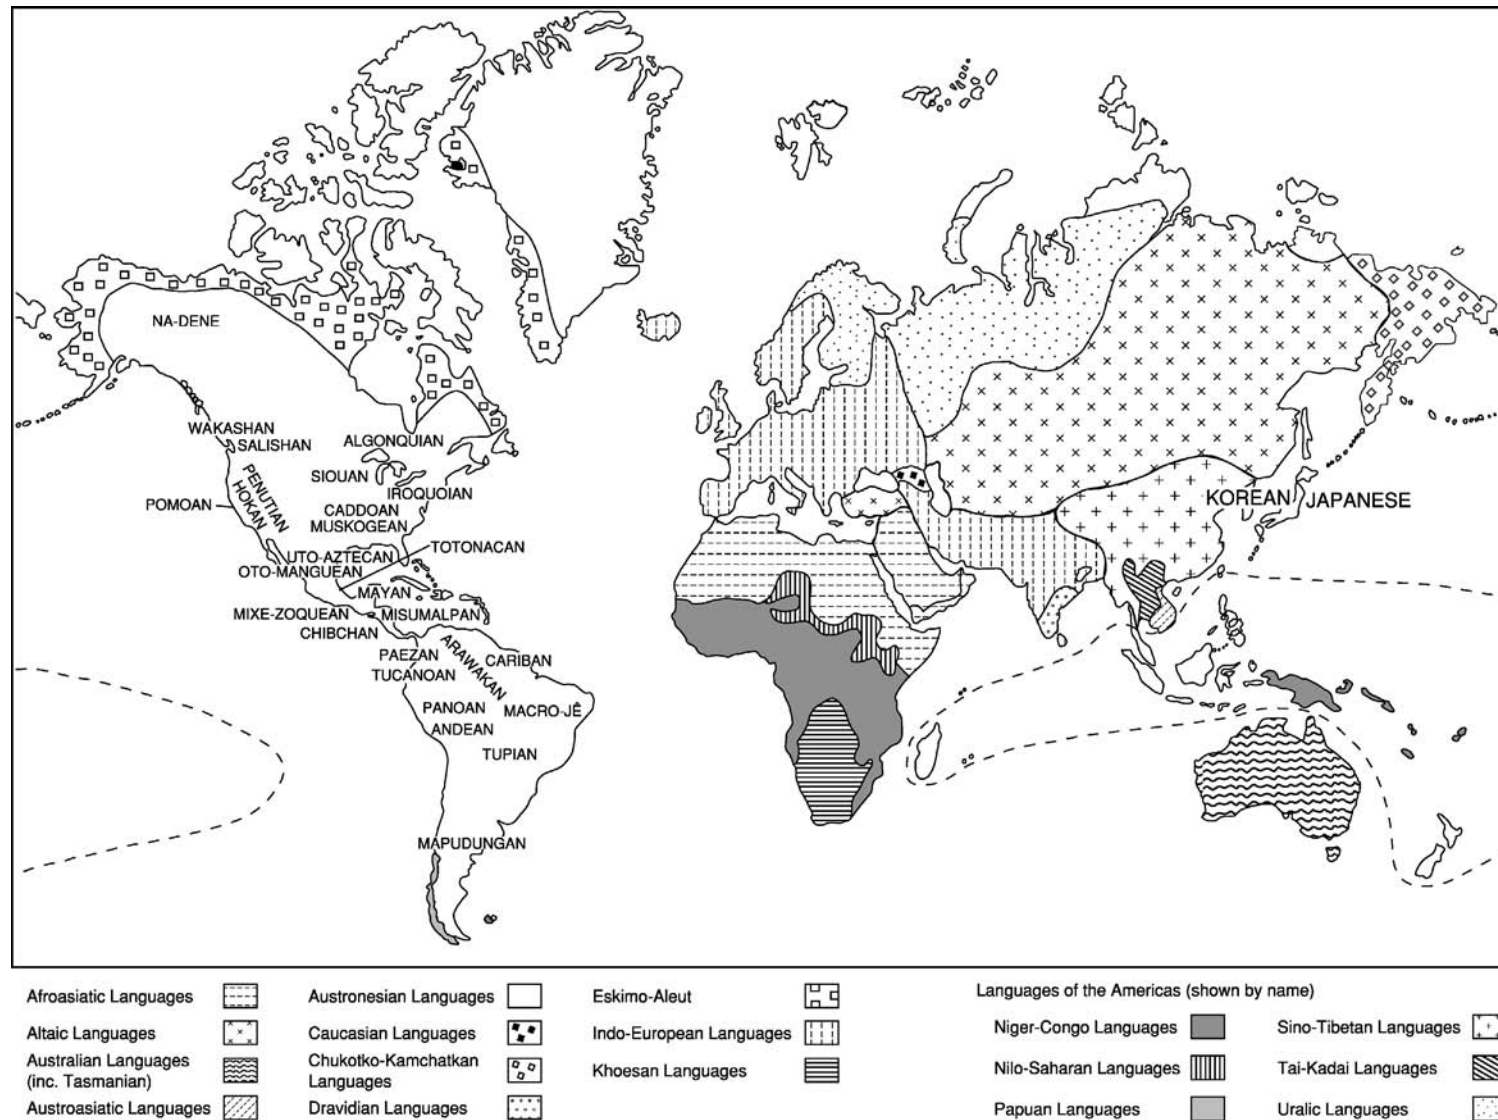 NA-DENE
WAKASHAN
SALISHAN
ALGONQUIAN
SIOUAN
IROQUOIAN
PENUTIAN
HOKAN
POMOAN
CADDOAN
MUSKOGEAN
UTO-AZTECAN
TOTONACAN
OTO-MANGUEAN
MAYAN
MIXE-ZOQUEAN
MISUMALPAN
CHIBCHAN
PAEZAN
ARAWAKAN
CARIBAN
TUCANOAN
PANOAN
MACRO-JÊ
ANDEAN
TUPIAN
MAPUDUNGAN
KOREAN
JAPANESE
Afroasiatic Languages
Altaic Languages
Australian Languages
(inc. Tasmanian)
Austroasiatic Languages
Austronesian Languages
Caucasian Languages
Chukotko-Kamchatkan
Languages
Dravidian Languages
Eskimo-Aleut
Indo-European Languages
Khoesan Languages
Languages of the Americas (shown by name)
Niger-Congo Languages
Nilo-Saharan Languages
Papuan Languages
Sino-Tibetan Languages
Tai-Kadai Languages
Uralic Languages